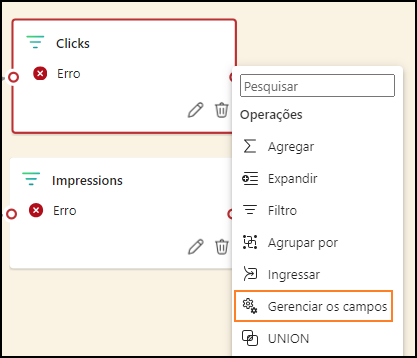 Clicks
Erro
Impressions
Erro
Pesquisar
Operações
Agregar
Expandir
Filtro
Agrupar por
Ingressar
Gerenciar os campos
UNION